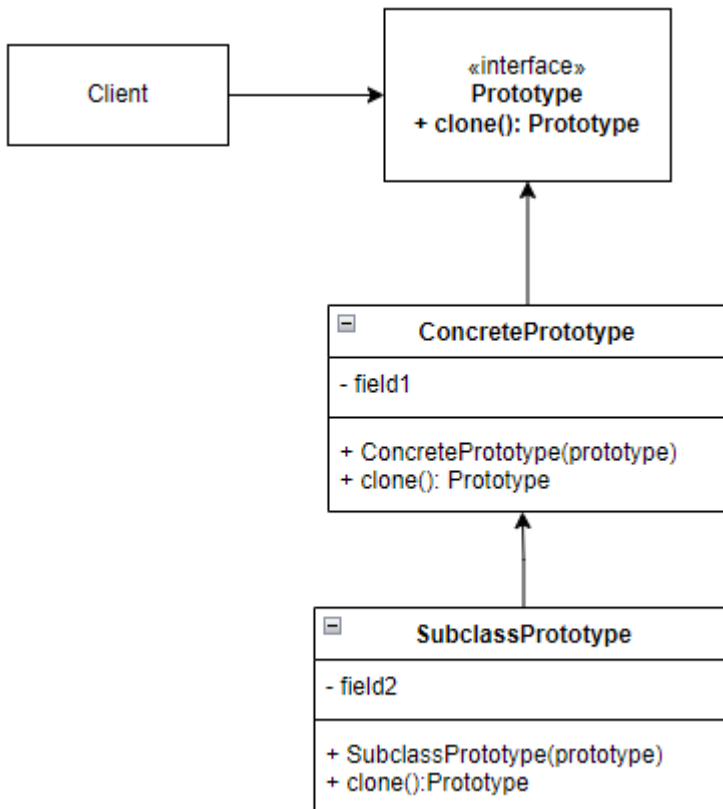 Client
«interface»
Prototype
+ clone(): Prototype
ConcretePrototype
- field1
+ ConcretePrototype(prototype)
+ clone(): Prototype
SubclassPrototype
- field2
+ SubclassPrototype(prototype)
+ clone():Prototype